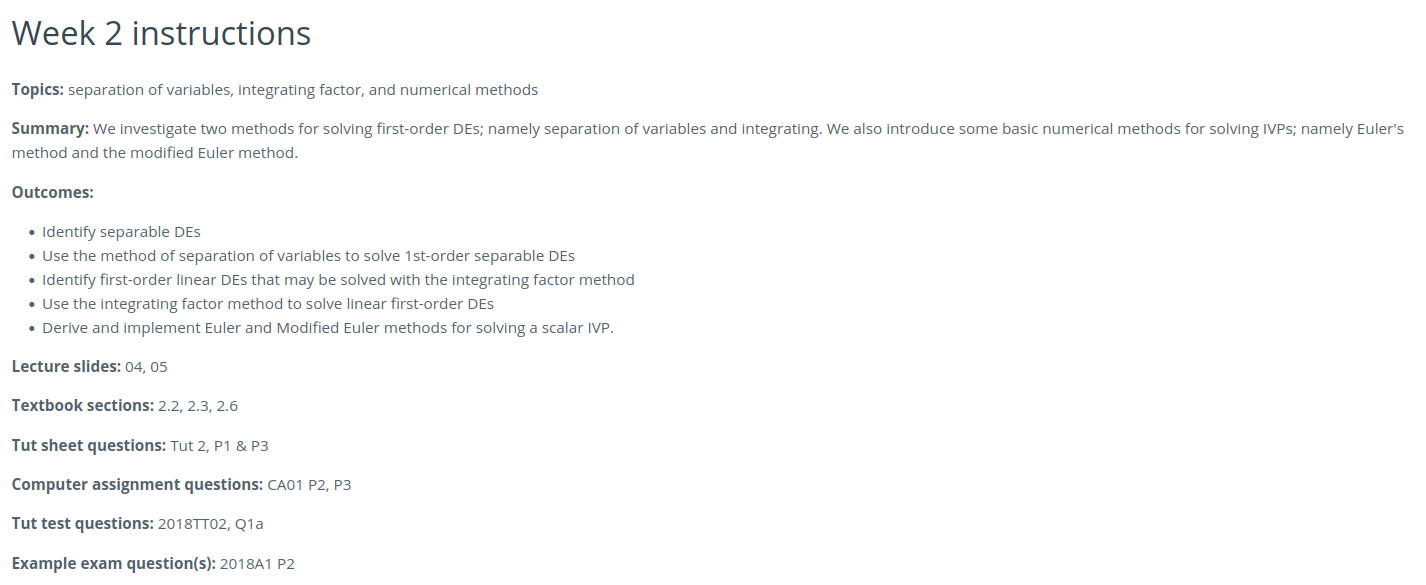 Week 2 instructions
Topics: separation of variables, integrating factor, and numerical methods
Summary: We investigate two methods for solving first-order DEs; namely separation of variables and integrating. We also introduce some basic numerical methods for solving IVPs; namely Euler's
method and the modified Euler method.
Outcomes:
• Identify separable DEs
• Use the method of separation of variables to solve 1st-order separable DEs
• Identify first-order linear DEs that may be solved with the integrating factor method
• Use the integrating factor method to solve linear first-order DEs
• Derive and implement Euler and Modified Euler methods for solving a scalar IVP.
Lecture slides: 04, 05
Textbook sections: 2.2, 2.3, 2.6
Tut sheet questions: Tut 2, P1 & P3
Computer assignment questions: CA01 P2, P3
Tut test questions: 2018TT02, Q1a
Example exam question(s): 2018A1 P2